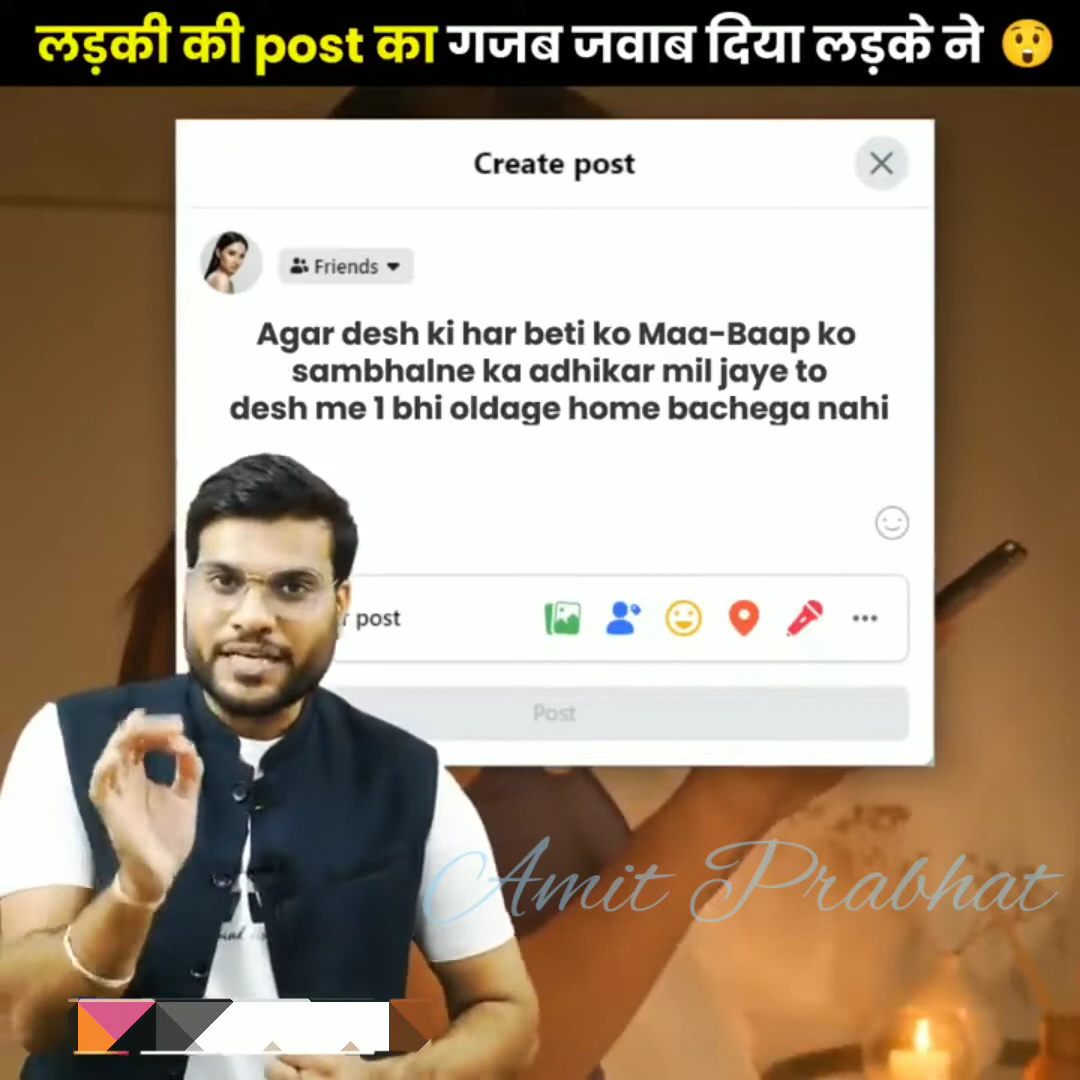 लड़की की post का गजब जवाब दिया लड़के ने 😲
Create post
Friends
Agar desh ki har beti ko Maa-Baap ko
sambhalne ka adhikar mil jaye to
desh me 1 bhi oldage home bachega nahi
post
Post
Amit Prabhat